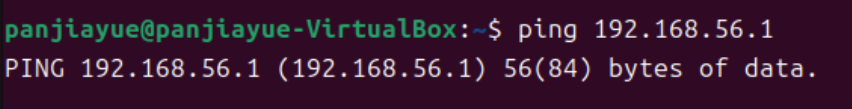 panjiayue@panjiayue-VirtualBox:~$ ping 192.168.56.1
PING 192.168.56.1 (192.168.56.1) 56(84) bytes of data.